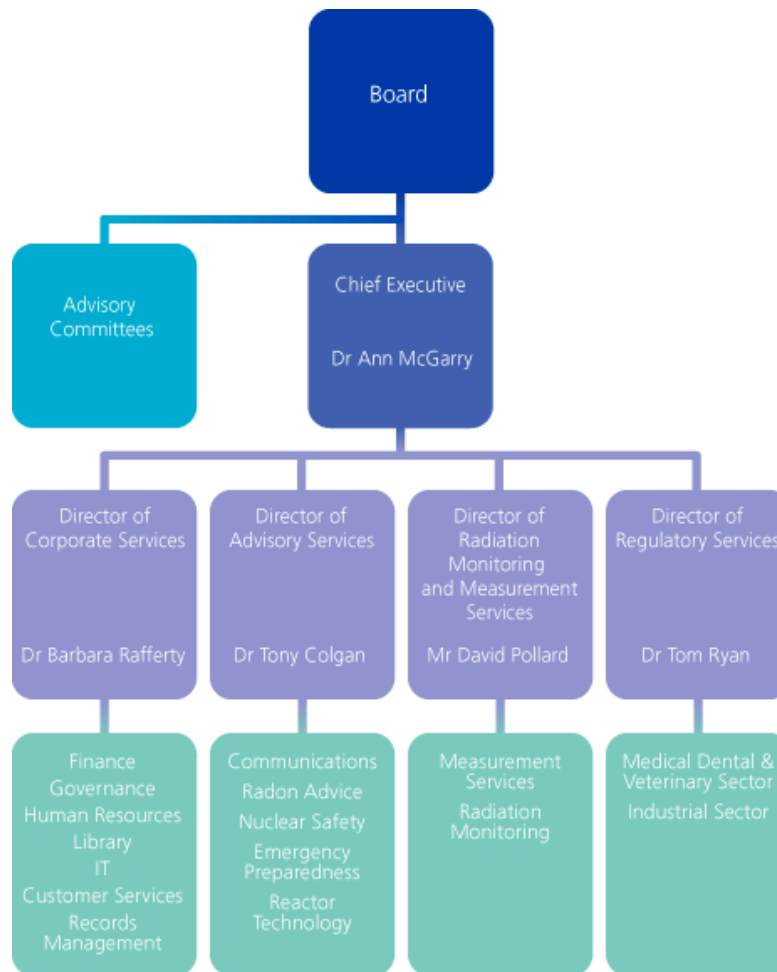 Board
Advisory
Committees
Chief Executive
Dr Ann McGarry
Director of
Corporate Services
Dr Barbara Rafferty
Director of
Advisory Services
Dr Tony Colgan
Director of
Radiation
Monitoring
and Measurement
Services
Mr David Pollard
Director of
Regulatory Services
Dr Tom Ryan
Finance
Governance
Human Resources
Library
IT
Customer Services
Records
Management
Communications
Radon Advice
Nuclear Safety
Emergency
Preparedness
Reactor
Technology
Measurement
Services
Radiation
Monitoring
Medical Dental &
Veterinary Sector
Industrial Sector